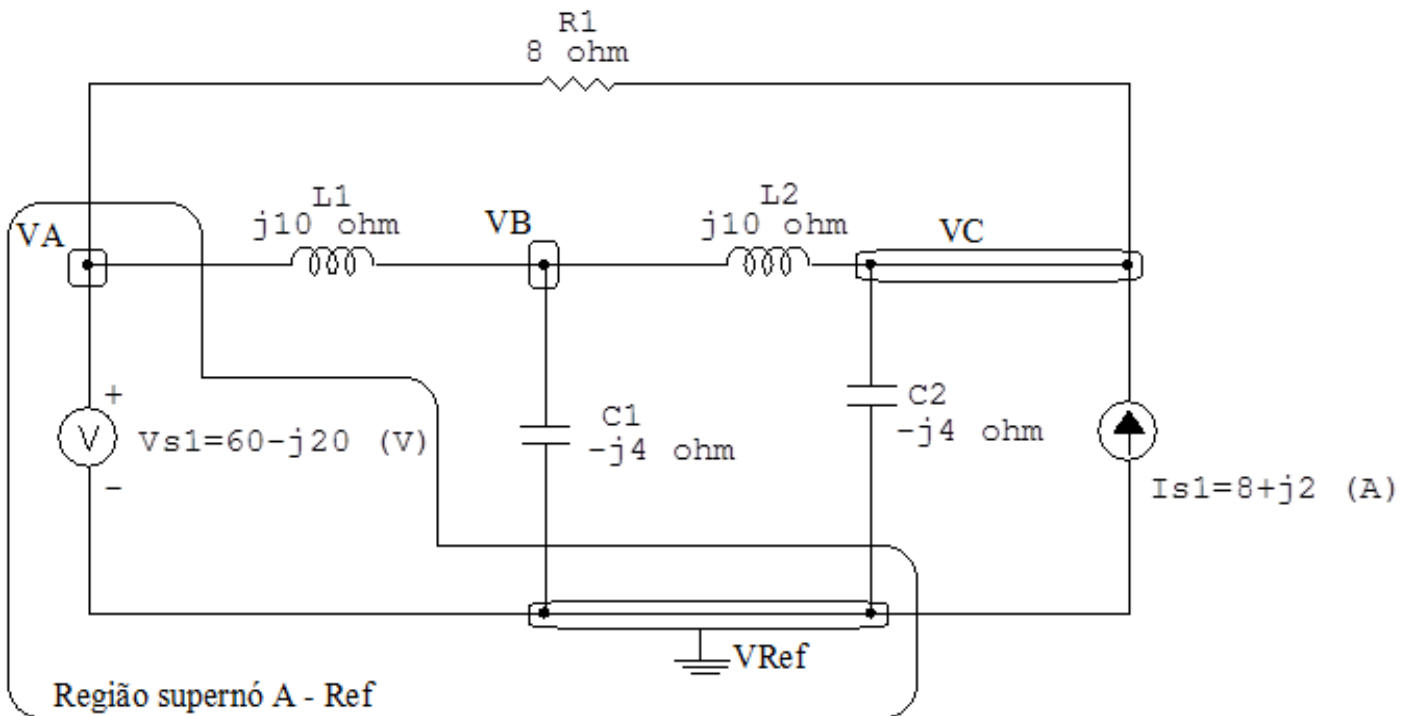 R1
8 ohm
L1
j10 ohm
L2
j10 ohm
VA
VB
VC
+
V
-
Vs1=60-j20 (V)
C1
-j4 ohm
C2
-j4 ohm
Is1=8+j2 (A)
VRef
Região supernó A - Ref